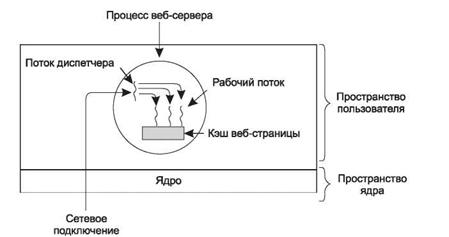 Процесс веб-сервера
Поток диспетчера
Рабочий поток
Пространство
пользователя
Кэш веб-страницы
Ядро
Пространство
ядра
Сетевое
подключение